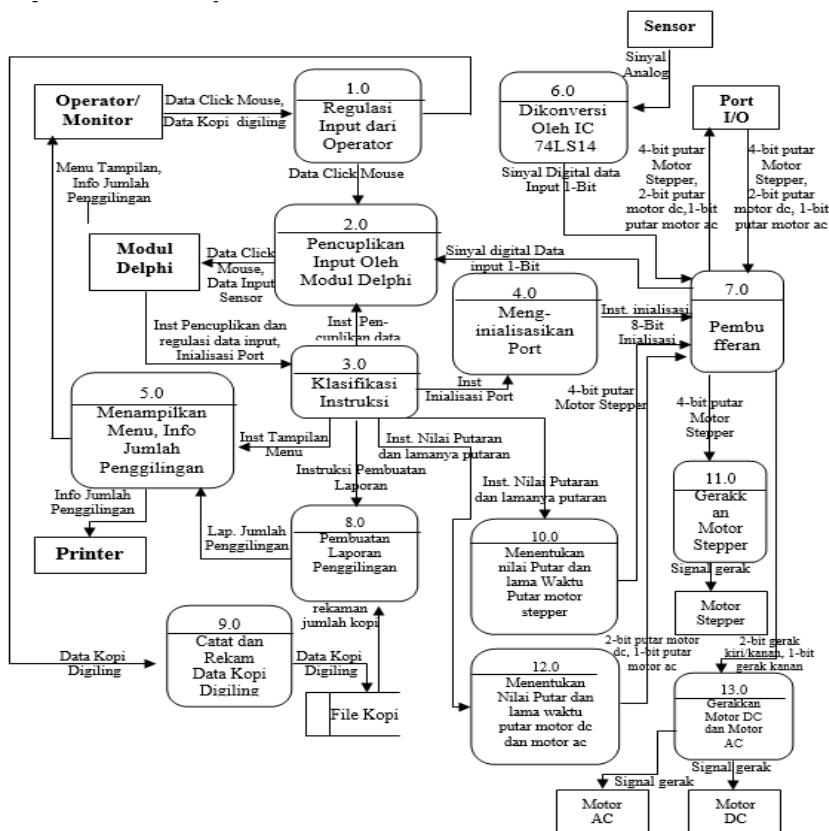 Sensor
Sinyal
Analog
1.0
Regulasi
Input dari
Operator
6.0
Dikonversi
Oleh IC
74LS14
Operator/
Monitor
Data Click Mouse,
Data Kopi digiling
Port
I/O
Menu Tampilan,
Info Jumlah
Penggilingan
Data Click Mouse
Sinyal Digital data
Input 1-Bit
4-bit putar
Motor
Stepper,
2-bit putar
motor dc,1-bit
putar motor ac
4-bit putar
Motor
Stepper,
2-bit putar
motor dc, 1-bit
putar motor ac
2.0
Pencuplikan
Input Oleh
Modul Delphi
Modul
Delphi
Data Click
Mouse,
Data Input
Sensor
Sinyal digital Data
input 1-Bit
4.0
Meng-
inialisasikan
Port
Inst. inialisasi
8-Bit
Inialisasi
7.0
Pembu
fferan
Inst Pencuplikan dan
regulasi data input,
Inialisasi Port
Inst Pen-
cuplikan data
3.0
Klasifikasi
Instruksi
Inst
Inialisasi Port
5.0
Menampilkan
Menu, Info
Jumlah
Penggilingan
4-bit putar
Motor Stepper
4-bit putar
Motor
Stepper
Inst Tampilan
Menu
Inst. Nilai Putaran
dan lamanya putaran
Instruksi Pembuatan
Laporan
Inst. Nilai Putaran
dan lamanya putaran
11.0
Gerakk
an
Motor
Stepper
Info Jumlah
Penggilingan
Printer
Lap. Jumlah
Penggilingan
8.0
Pembuatan
Laporan
Penggilingan
10.0
Menentukan
nilai Putar dan
lama Waktu
Putar motor
stepper
Signal gerak
Motor
Stepper
rekaman
jumlah kopi
9.0
Catat dan
Rekam
Data Kopi
Digiling
Data Kopi
Digiling
Data Kopi
Digiling
File Kopi
2-bit putar motor
dc, 1-bit putar
motor ac
2-bit gerak
kiri/kanan, 1-bit
gerak kanan
12.0
Menentukan
Nilai Putar dan
lama waktu
putar motor dc
dan motor ac
13.0
Gerakkan
Motor DC
dan Motor
AC
Signal gerak
Signal gerak
Motor
AC
Motor
DC